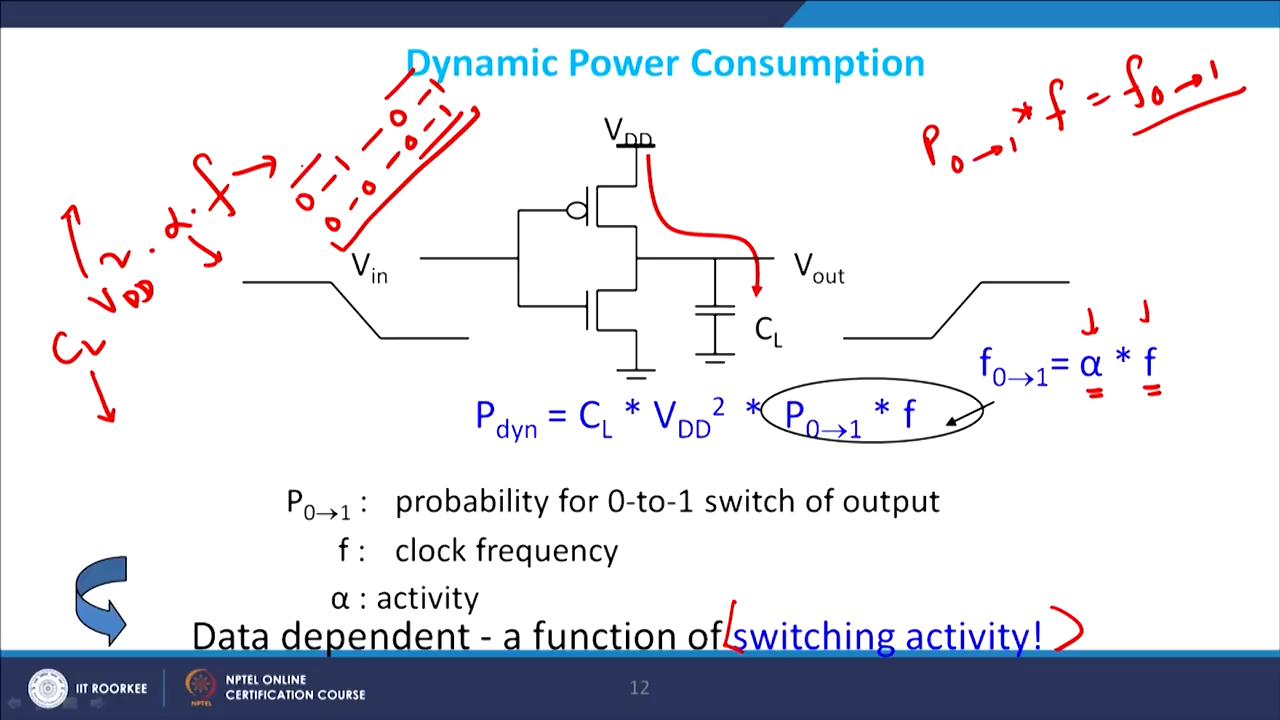 Dynamic Power Consumption
P0→1 * f = f0→1
VDD
VDD² . α . f →
CL
Vin
Vout
CL
f0→1= α * f
Pdyn = CL * VDD² * P0→1 * f
P0→1 : probability for 0-to-1 switch of output
f : clock frequency
α : activity
Data dependent - a function of switching activity!
IIT ROORKEE
NPTEL ONLINE
CERTIFICATION COURSE
12